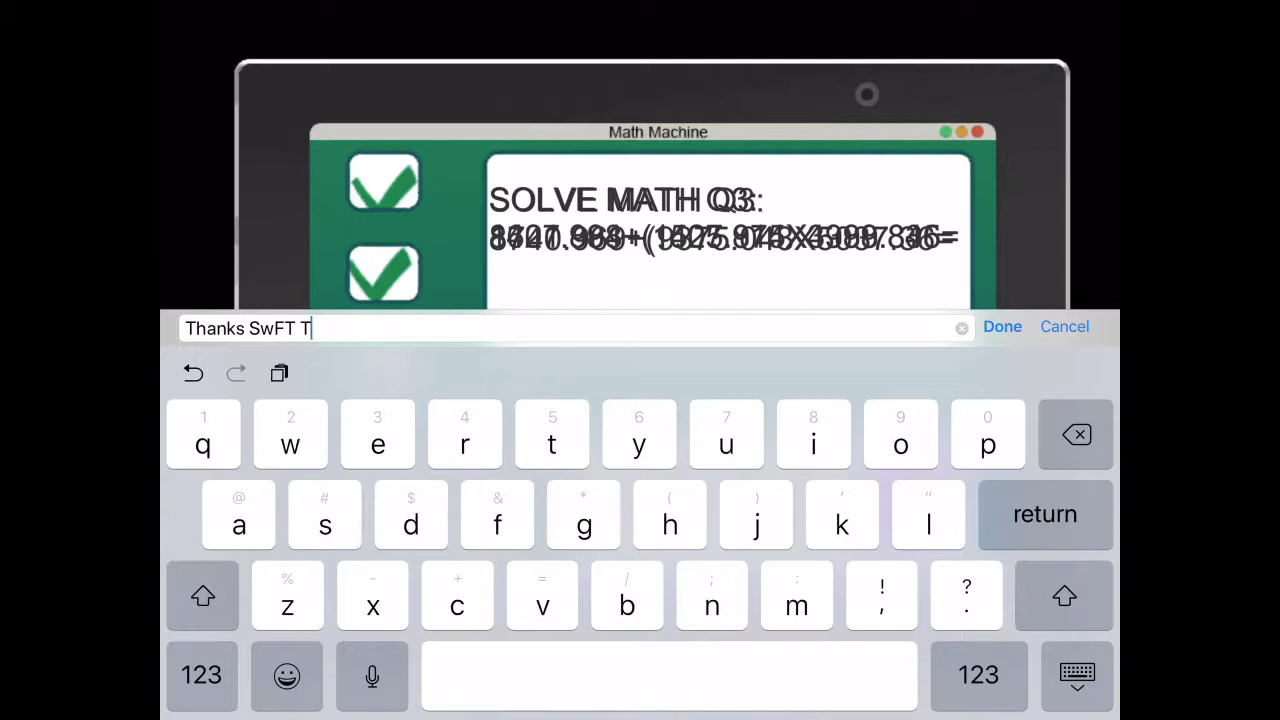 Math Machine
SOLVE MATH Q3:
Thanks SwFT T
Done
Cancel
1 2 3 4 5 6 7 8 9 0
q w e r t y u i o p
@ # $ & * ( ) ' "
a s d f g h j k l return
% - + = / ; : ! ?
z x c v b n m , .
123 123